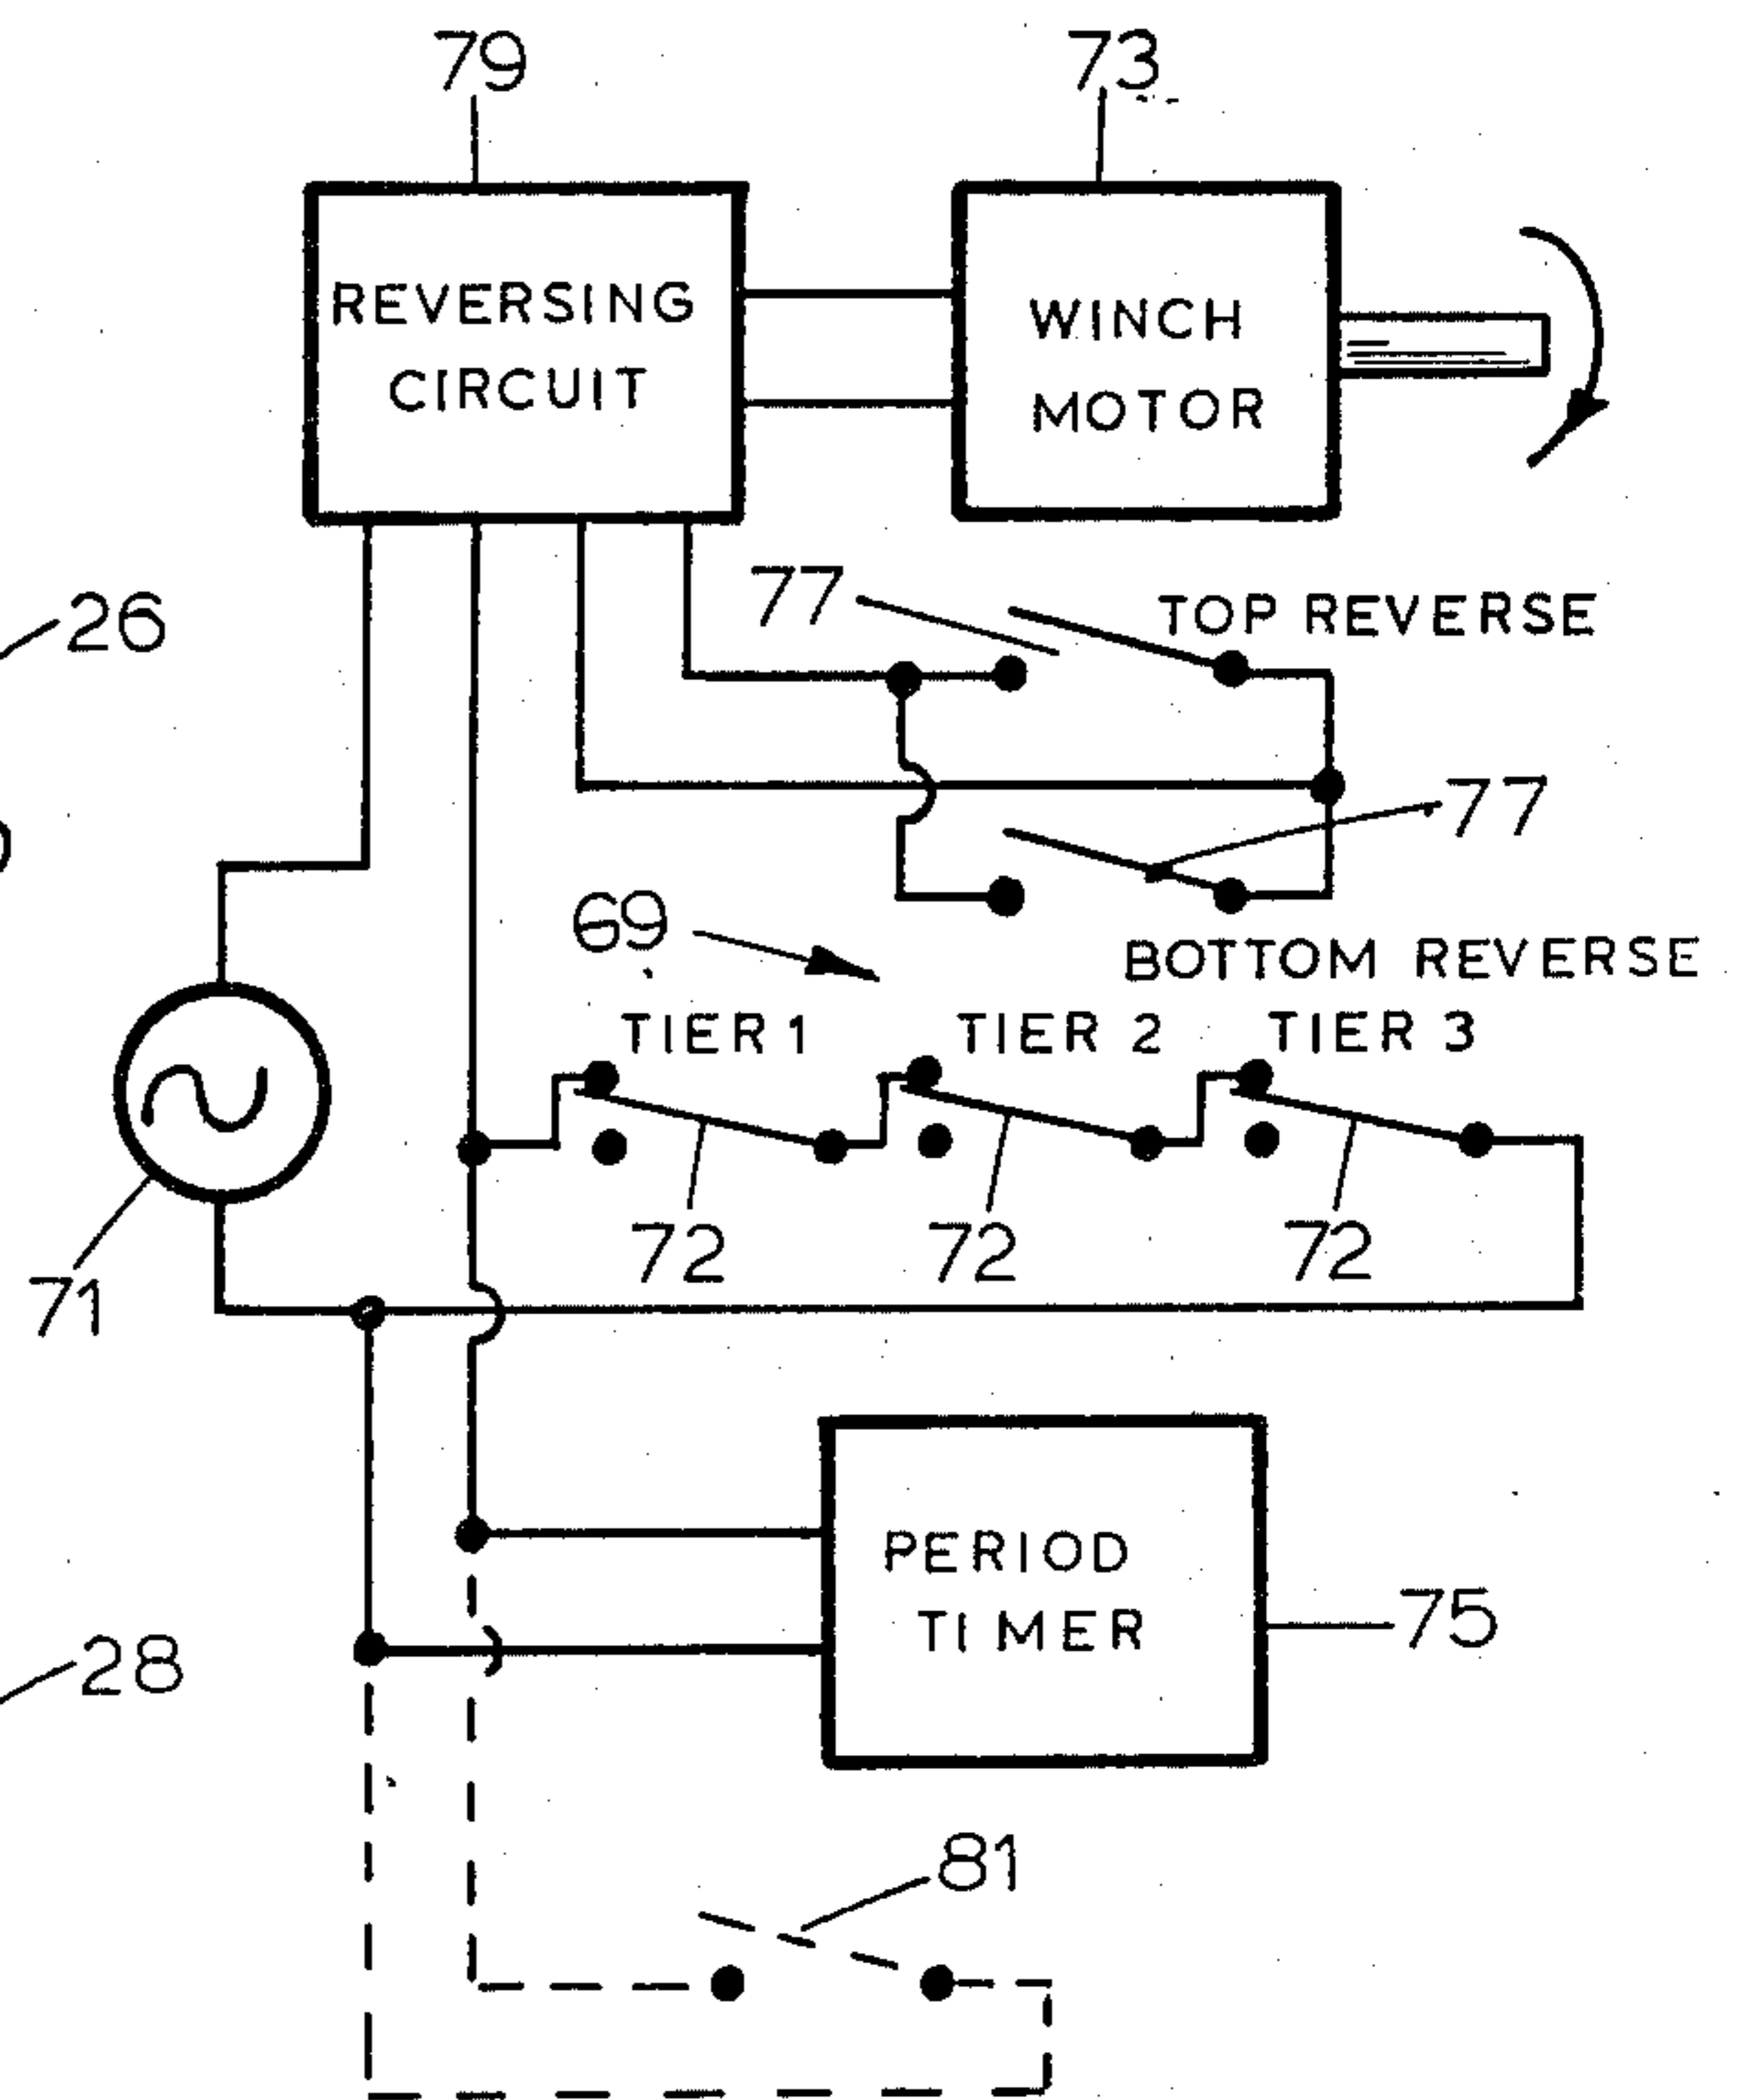 79
73
REVERSING
CIRCUIT
WINCH
MOTOR
26
77
TOP REVERSE
77
69
BOTTOM REVERSE
TIER 1
TIER 2
TIER 3
72
72
72
71
PERIOD
TIMER
75
28
81